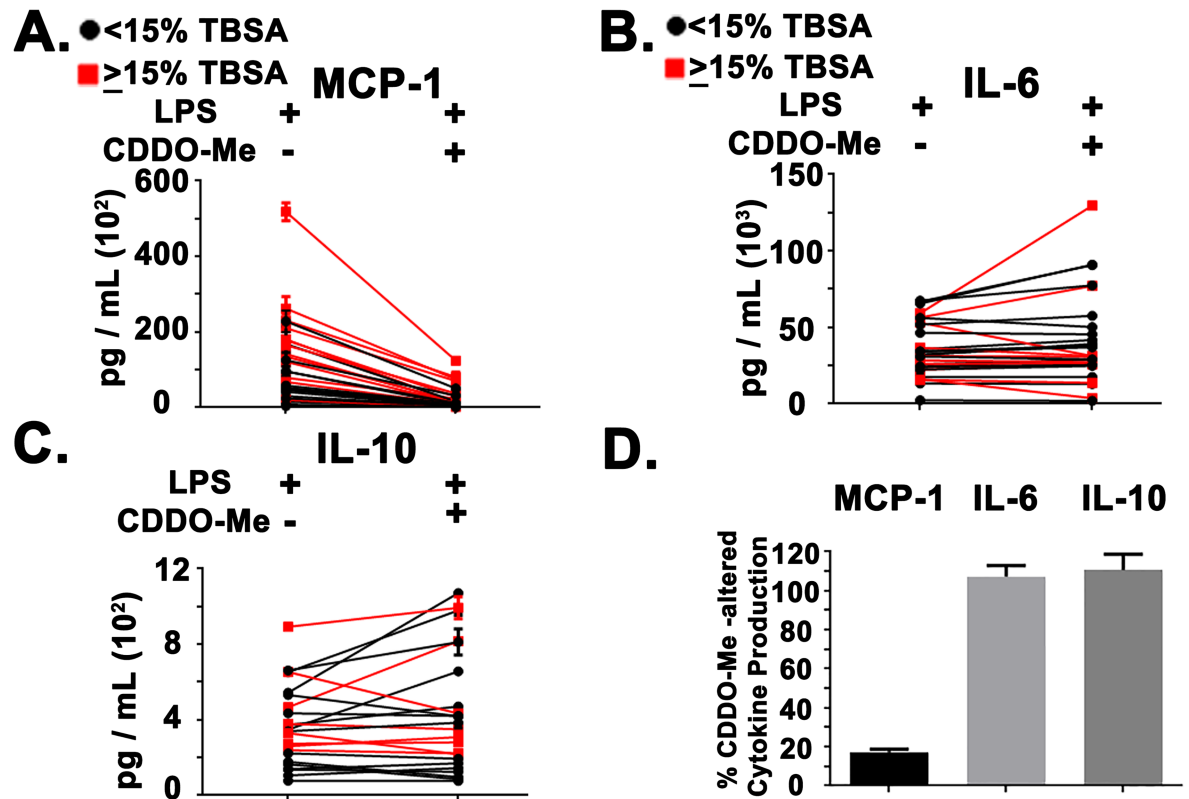 A. <15% TBSA
≥15% TBSA
MCP-1
LPS + +
CDDO-Me - +
pg / mL (10²)
600
400
200
0
B. <15% TBSA
≥15% TBSA
IL-6
LPS + +
CDDO-Me - +
pg / mL (10³)
150
100
50
0
C. IL-10
LPS + +
CDDO-Me - +
pg / mL (10²)
12
8
4
0
D.
MCP-1 IL-6 IL-10
% CDDO-Me -altered
Cytokine Production
120
100
80
60
40
20
0